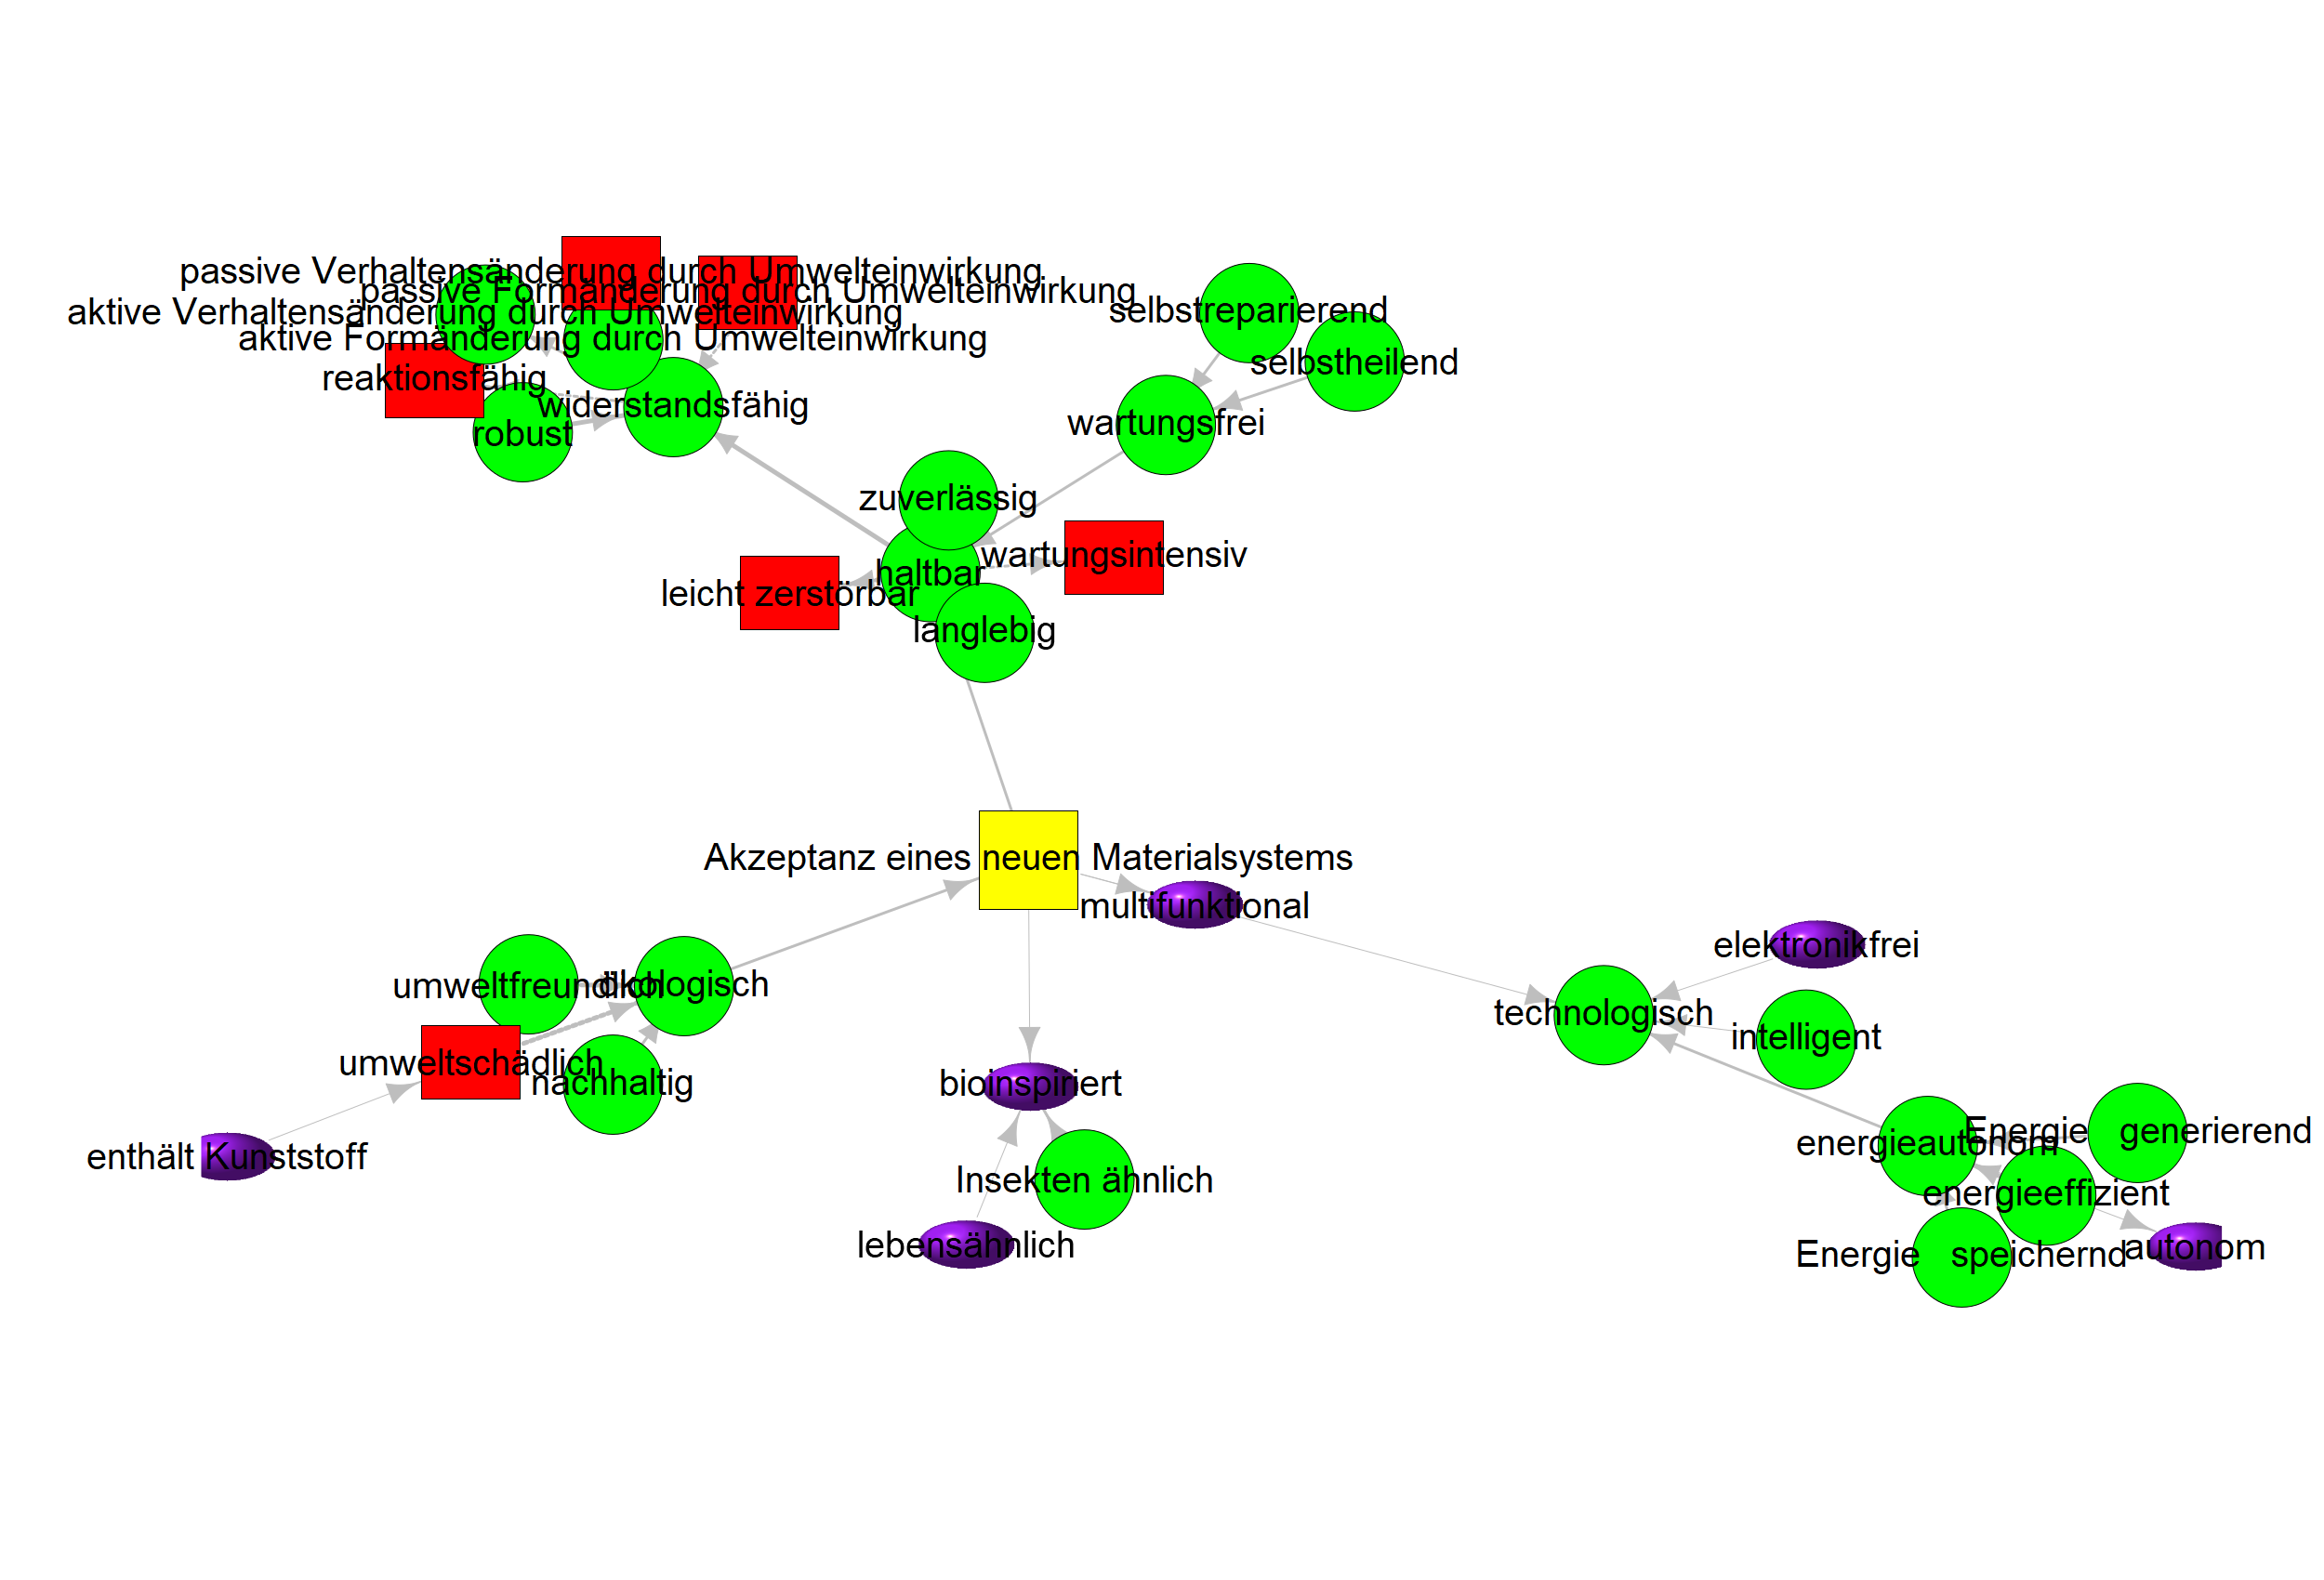 passive Verhaltensänderung durch Umwelteinwirkung
passive Formänderung durch Umwelteinwirkung
aktive Verhaltensänderung durch Umwelteinwirkung
aktive Formänderung durch Umwelteinwirkung
selbstreparierend
selbstheilend
reaktionsfähig
widerstandsfähig
robust
wartungsfrei
zuverlässig
wartungsintensiv
haltbar
leicht zerstörbar
langlebig
Akzeptanz eines neuen Materialsystems
multifunktional
elektronikfrei
umweltfreundlich
ökologisch
technologisch
intelligent
umweltschädlich
nachhaltig
bioinspiriert
energieautonom
Energie generierend
enthält Kunststoff
Insekten ähnlich
energieeffizient
lebensähnlich
Energie speichernd
autonom